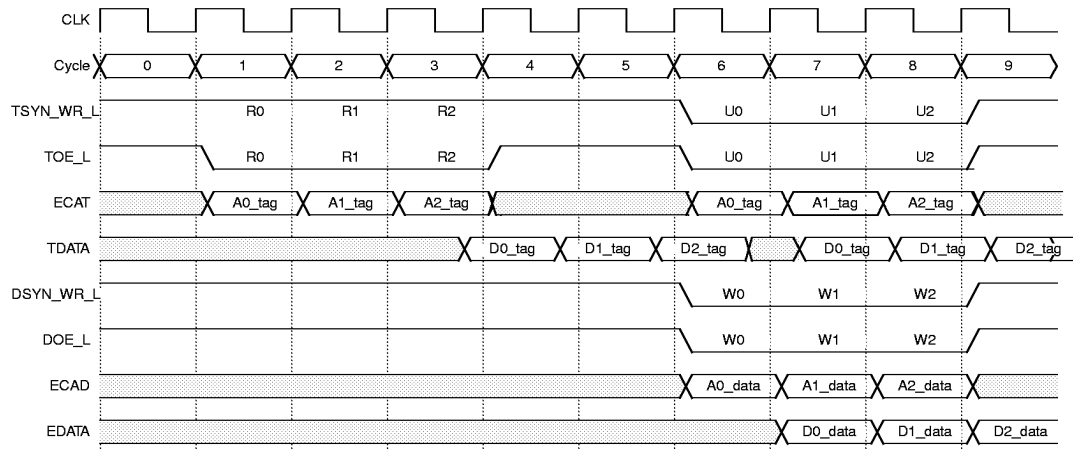 CLK
Cycle 0 1 2 3 4 5 6 7 8 9
TSYN_WR_L R0 R1 R2 U0 U1 U2
TOE_L R0 R1 R2 U0 U1 U2
ECAT A0_tag A1_tag A2_tag A0_tag A1_tag A2_tag
TDATA D0_tag D1_tag D2_tag D0_tag D1_tag D2_tag
DSYN_WR_L W0 W1 W2
DOE_L W0 W1 W2
ECAD A0_data A1_data A2_data
EDATA D0_data D1_data D2_data